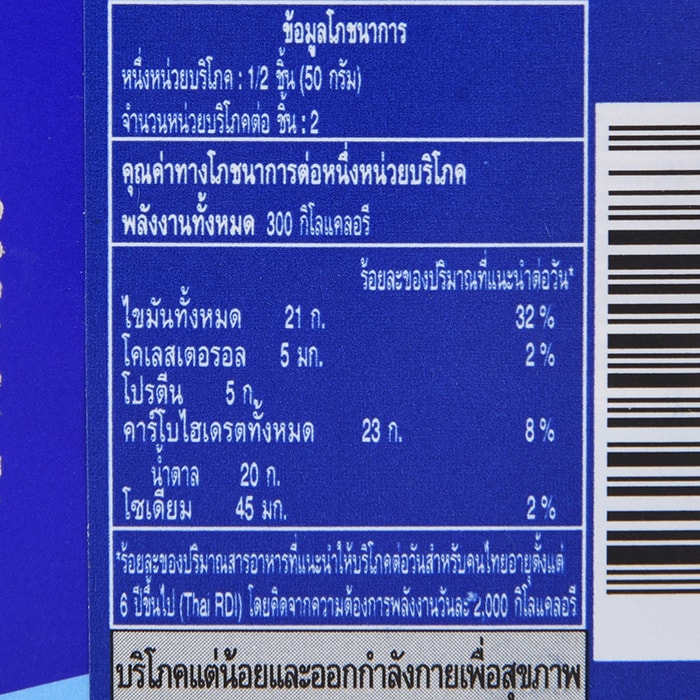 ข้อมูลโภชนาการ
หนึ่งหน่วยบริโภค : 1/2 ชิ้น (50 กรัม)
จำนวนหน่วยบริโภคต่อ ชิ้น : 2
คุณค่าทางโภชนาการต่อหนึ่งหน่วยบริโภค
พลังงานทั้งหมด 300 กิโลแคลอรี
ร้อยละของปริมาณที่แนะนำต่อวัน*
ไขมันทั้งหมด 21 ก. 32 %
โคเลสเตอรอล 5 มก. 2 %
โปรตีน 5 ก.
คาร์โบไฮเดรตทั้งหมด 23 ก. 8 %
น้ำตาล 20 ก.
โซเดียม 45 มก. 2 %
*ร้อยละของปริมาณสารอาหารที่แนะนำให้บริโภคต่อวันสำหรับคนไทยอายุตั้งแต่
6 ปีขึ้นไป (Thai RDI) โดยคิดจากความต้องการพลังงานวันละ 2,000 กิโลแคลอรี
บริโภคแต่น้อยและออกกำลังกายเพื่อสุขภาพ